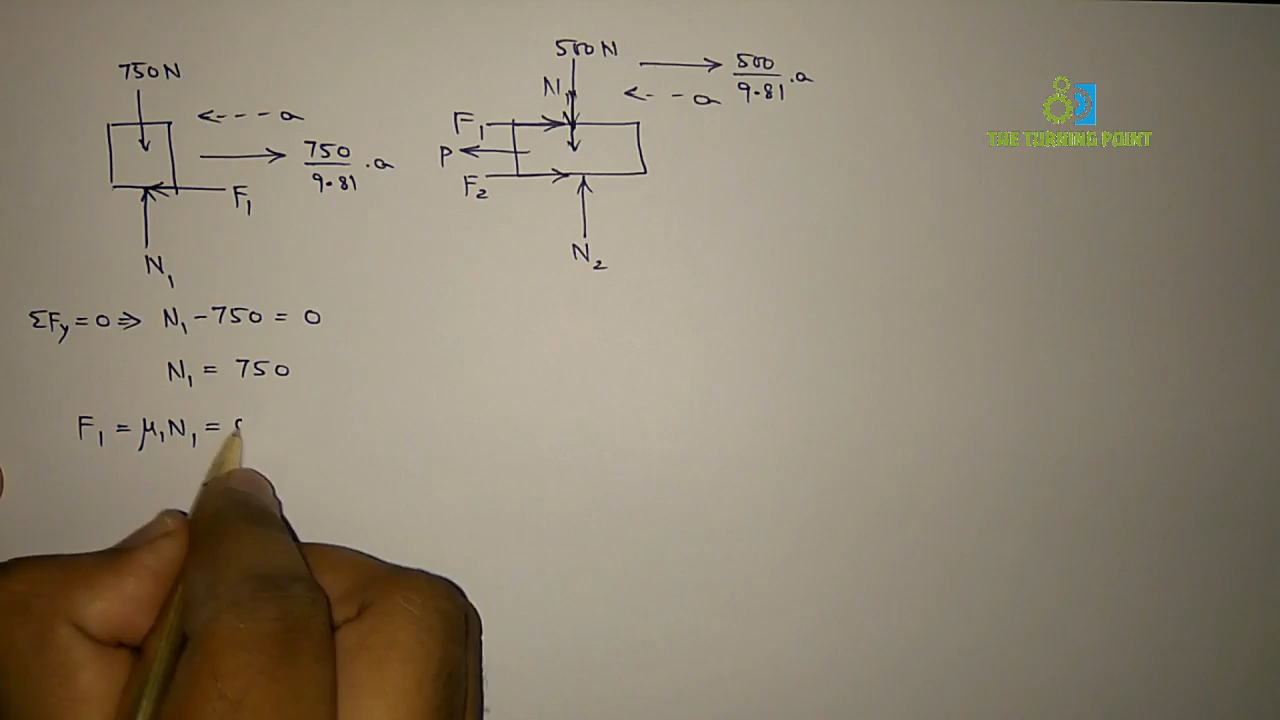 750N
a
750
9.81
.a
F₁
N₁
500N
500
9.81
.a
N₁
a
F₁
P
F₂
N₂
THE TURNING POINT
ΣFy=0⇒ N₁-750=0
N₁ = 750
F₁ = μ₁N₁ =